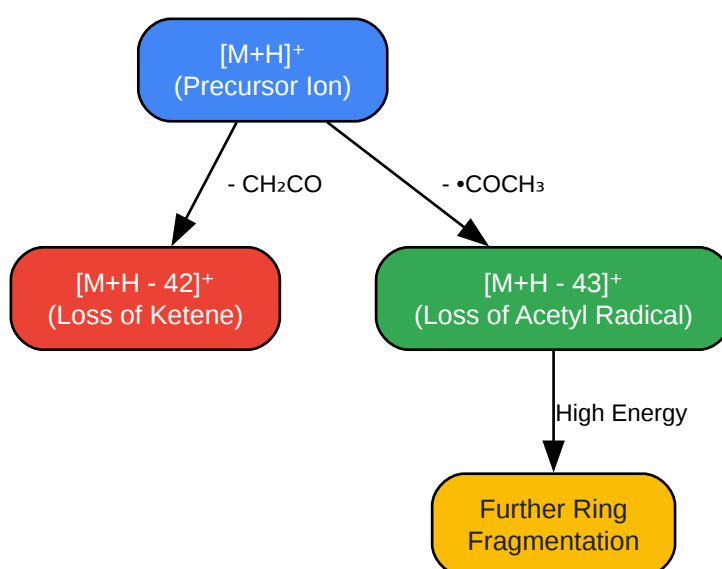 [M+H]⁺
(Precursor Ion)
- CH₂CO
- •COCH₃
[M+H - 42]⁺
(Loss of Ketene)
[M+H - 43]⁺
(Loss of Acetyl Radical)
High Energy
Further Ring
Fragmentation